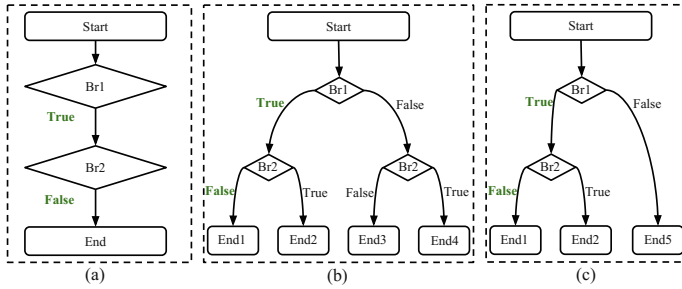 Start
Br1
True
Br2
False
End
(a)
Start
Br1
True
False
Br2
Br2
False
True
False
True
End1
End2
End3
End4
(b)
Start
Br1
True
False
Br2
False
True
End1
End2
End5
(c)